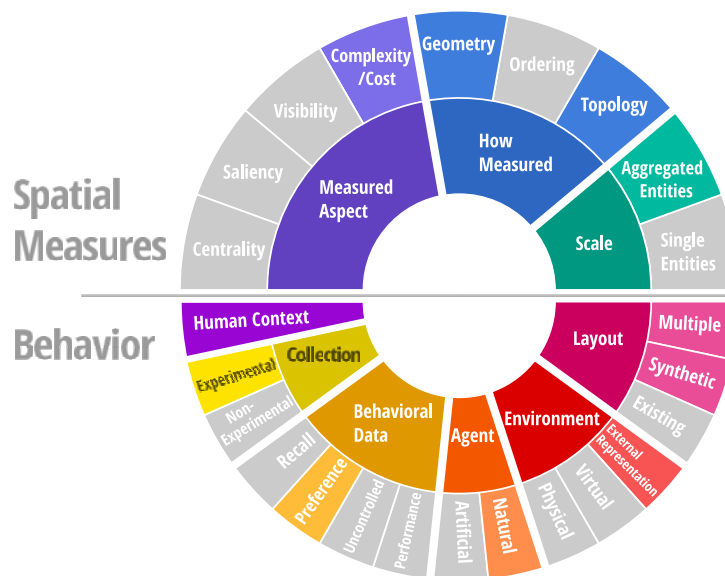 Spatial
Measures
Complexity
/Cost
Visibility
Saliency
Centrality
Measured
Aspect
Geometry
Ordering
Topology
How
Measured
Aggregated
Entities
Single
Entities
Scale
Behavior
Human Context
Collection
Experimental
Non-
Experimental
Behavioral
Data
Recall
Preference
Uncontrolled
Performance
Agent
Artificial
Natural
Environment
Physical
Virtual
External
Representation
Layout
Multiple
Synthetic
Existing